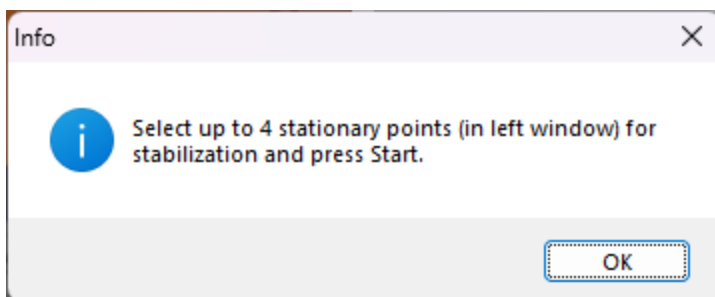 Info
Select up to 4 stationary points (in left window) for
stabilization and press Start.
OK